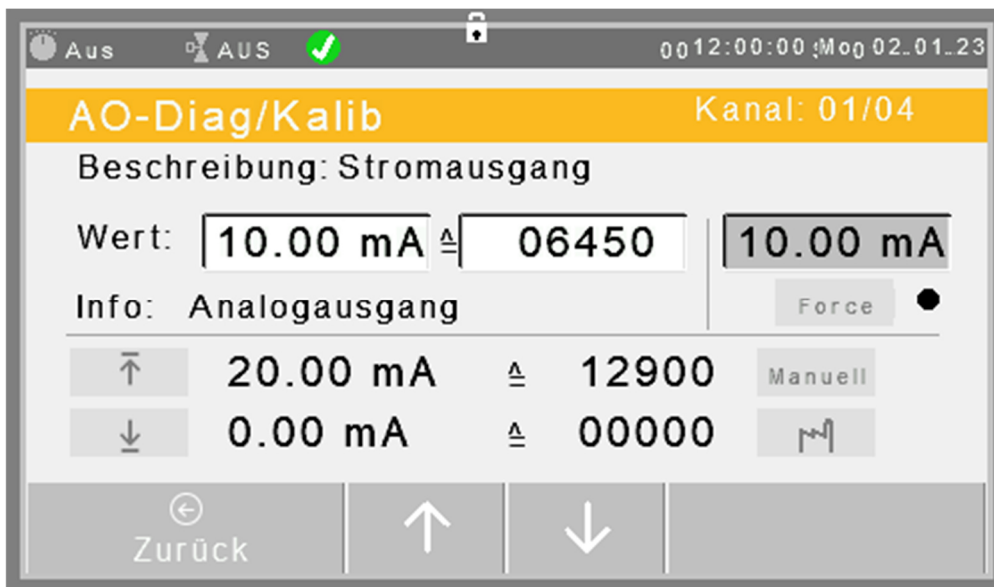 Aus AUS 0012:00:00 Mo 02.01.23
AO-Diag/Kalib Kanal: 01/04
Beschreibung: Stromausgang
Wert: 10.00 mA ≙ 06450 10.00 mA
Info: Analogausgang Force
20.00 mA ≙ 12900 Manuell
0.00 mA ≙ 00000
Zurück